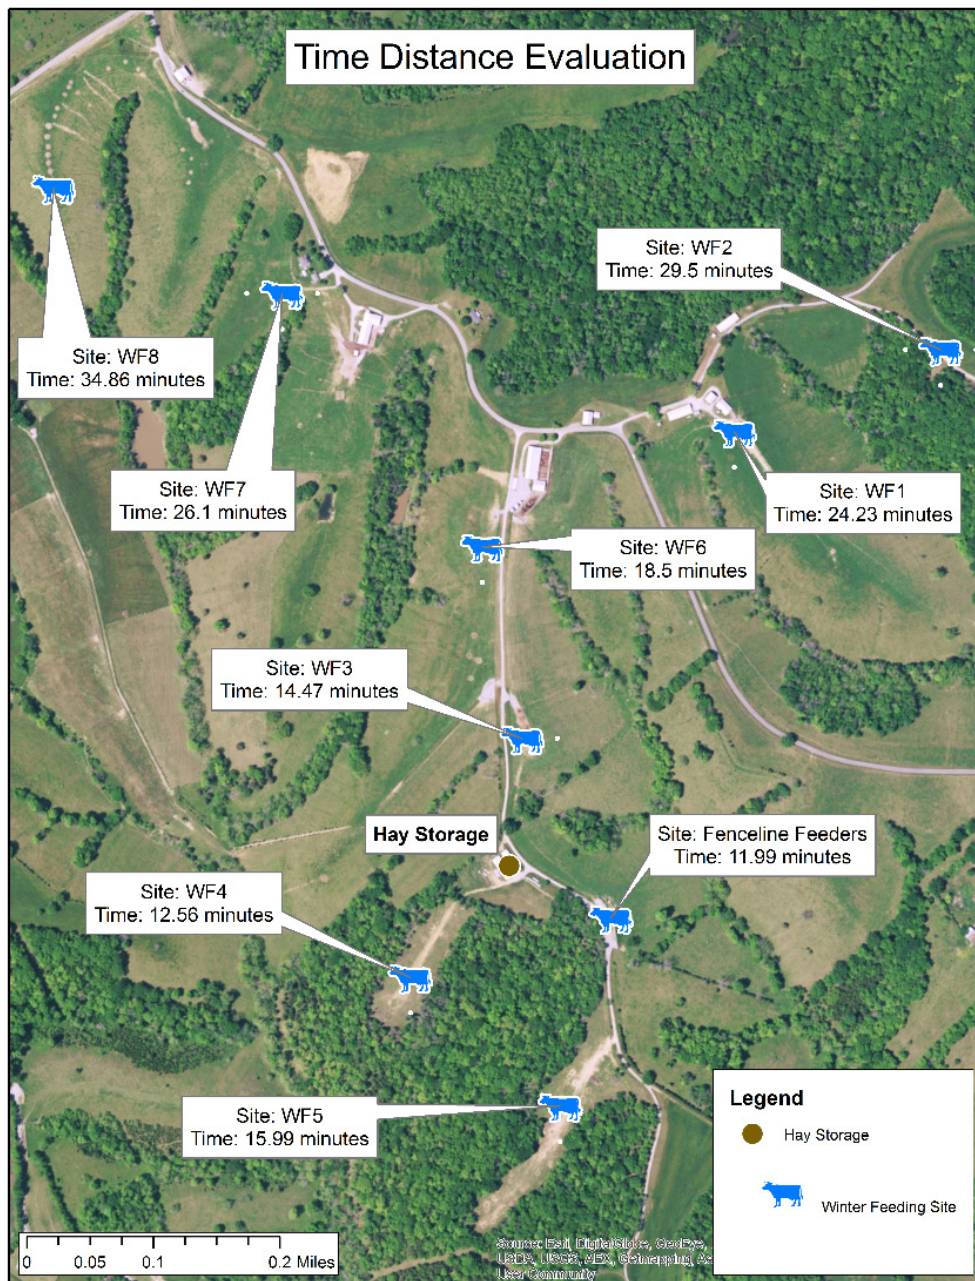 Time Distance Evaluation
Site: WF2
Time: 29.5 minutes
Site: WF8
Time: 34.86 minutes
Site: WF7
Time: 26.1 minutes
Site: WF1
Time: 24.23 minutes
Site: WF6
Time: 18.5 minutes
Site: WF3
Time: 14.47 minutes
Hay Storage
Site: Fenceline Feeders
Time: 11.99 minutes
Site: WF4
Time: 12.56 minutes
Site: WF5
Time: 15.99 minutes
Legend
Hay Storage
Winter Feeding Site
0 0.05 0.1 0.2 Miles
Source: Esri, DigitalGlobe, GeoEye,
USDA, USGS, AEX, Getmapping, Ae
User Community